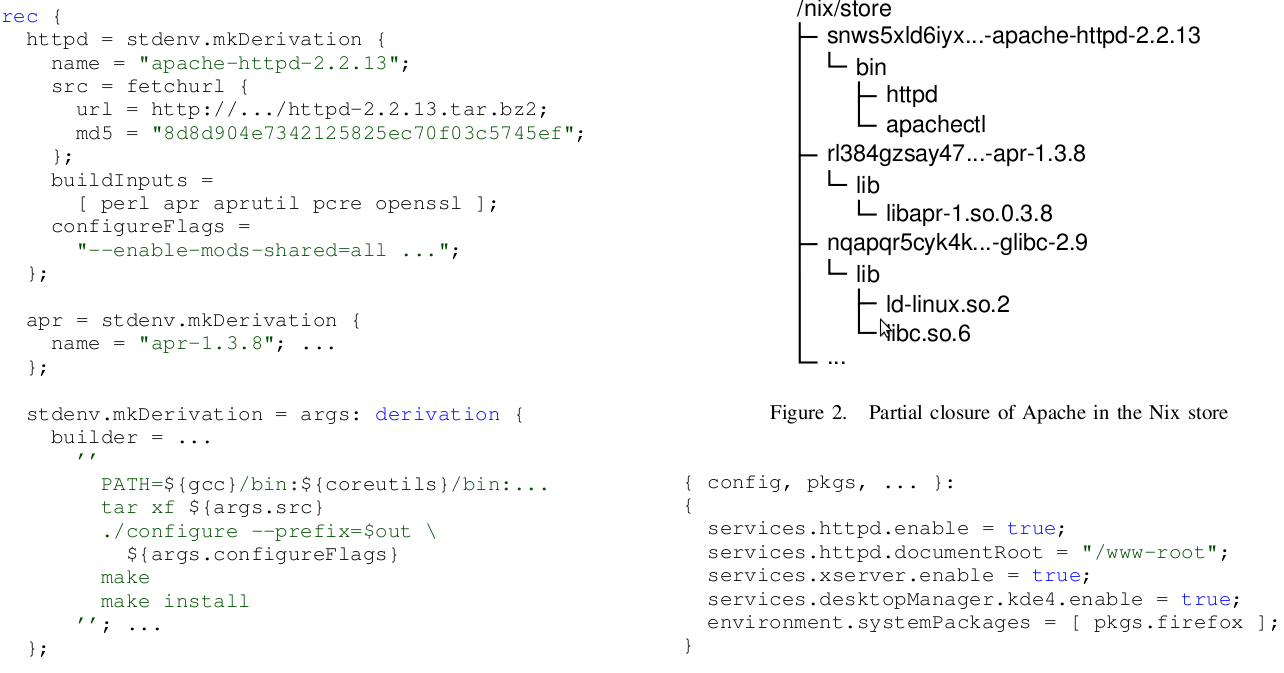 rec {
  httpd = stdenv.mkDerivation {
    name = "apache-httpd-2.2.13";
    src = fetchurl {
      url = http://.../httpd-2.2.13.tar.bz2;
      md5 = "8d8d904e7342125825ec70f03c5745ef";
    };
    buildInputs =
      [ perl apr aprutil pcre openssl ];
    configureFlags =
      "--enable-mods-shared=all ...";
  };

  apr = stdenv.mkDerivation {
    name = "apr-1.3.8"; ...
  };

  stdenv.mkDerivation = args: derivation {
    builder = ...
      ''
        PATH=${gcc}/bin:${coreutils}/bin:...
        tar xf ${args.src}
        ./configure --prefix=$out \
          ${args.configureFlags}
        make
        make install
      ''; ...
  };

/nix/store
snws5xld6iyx...-apache-httpd-2.2.13
bin
httpd
apachectl
rl384gzsay47...-apr-1.3.8
lib
libapr-1.so.0.3.8
nqapqr5cyk4k...-glibc-2.9
lib
ld-linux.so.2
libc.so.6
...
Figure 2. Partial closure of Apache in the Nix store

{ config, pkgs, ... }:
{
  services.httpd.enable = true;
  services.httpd.documentRoot = "/www-root";
  services.xserver.enable = true;
  services.desktopManager.kde4.enable = true;
  environment.systemPackages = [ pkgs.firefox ];
}